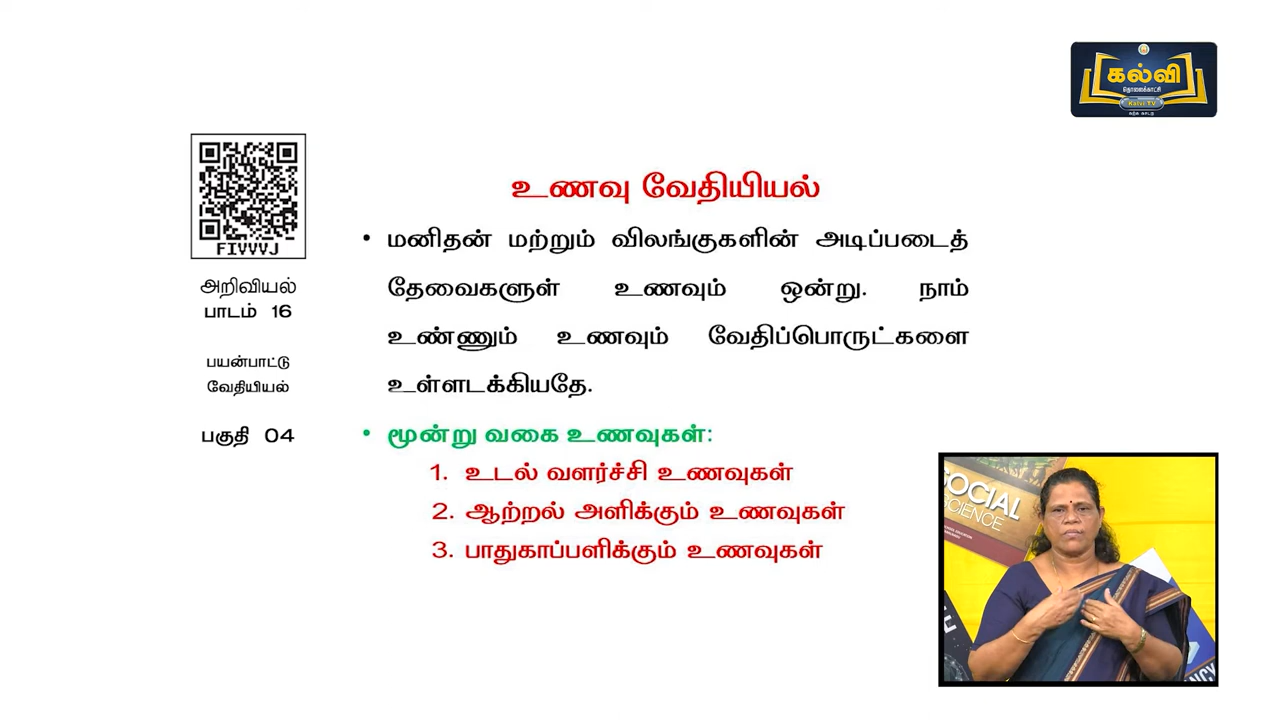 கல்வி
தொலைக்காட்சி
Kalvi TV
FIVVVJ
அறிவியல்
பாடம் 16
பயன்பாட்டு
வேதியியல்
பகுதி 04
உணவு வேதியியல்
• மனிதன் மற்றும் விலங்குகளின் அடிப்படைத்
தேவைகளுள் உணவும் ஒன்று. நாம்
உண்ணும் உணவும் வேதிப்பொருட்களை
உள்ளடக்கியதே.
• மூன்று வகை உணவுகள்:
1. உடல் வளர்ச்சி உணவுகள்
2. ஆற்றல் அளிக்கும் உணவுகள்
3. பாதுகாப்பளிக்கும் உணவுகள்
SOCIAL
SCIENCE